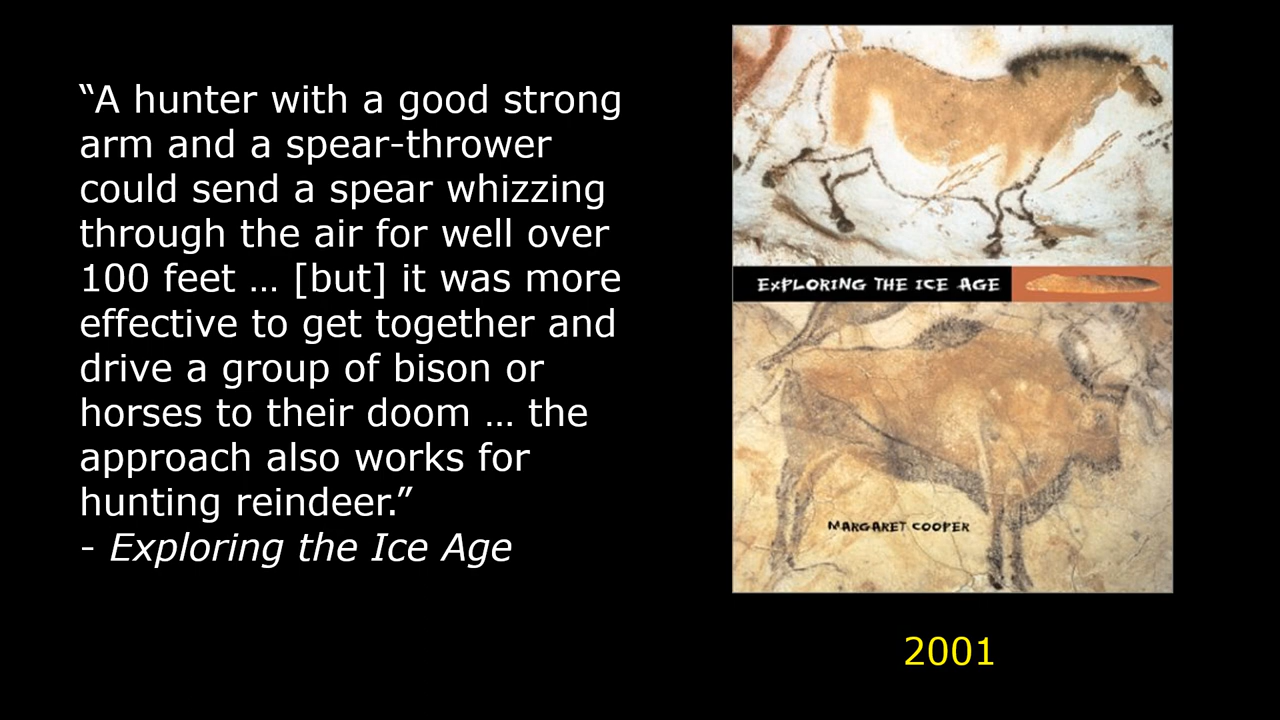 “A hunter with a good strong
arm and a spear-thrower
could send a spear whizzing
through the air for well over
100 feet … [but] it was more
effective to get together and
drive a group of bison or
horses to their doom … the
approach also works for
hunting reindeer.”
- Exploring the Ice Age
EXPLORING THE ICE AGE
MARGARET COOPER
2001